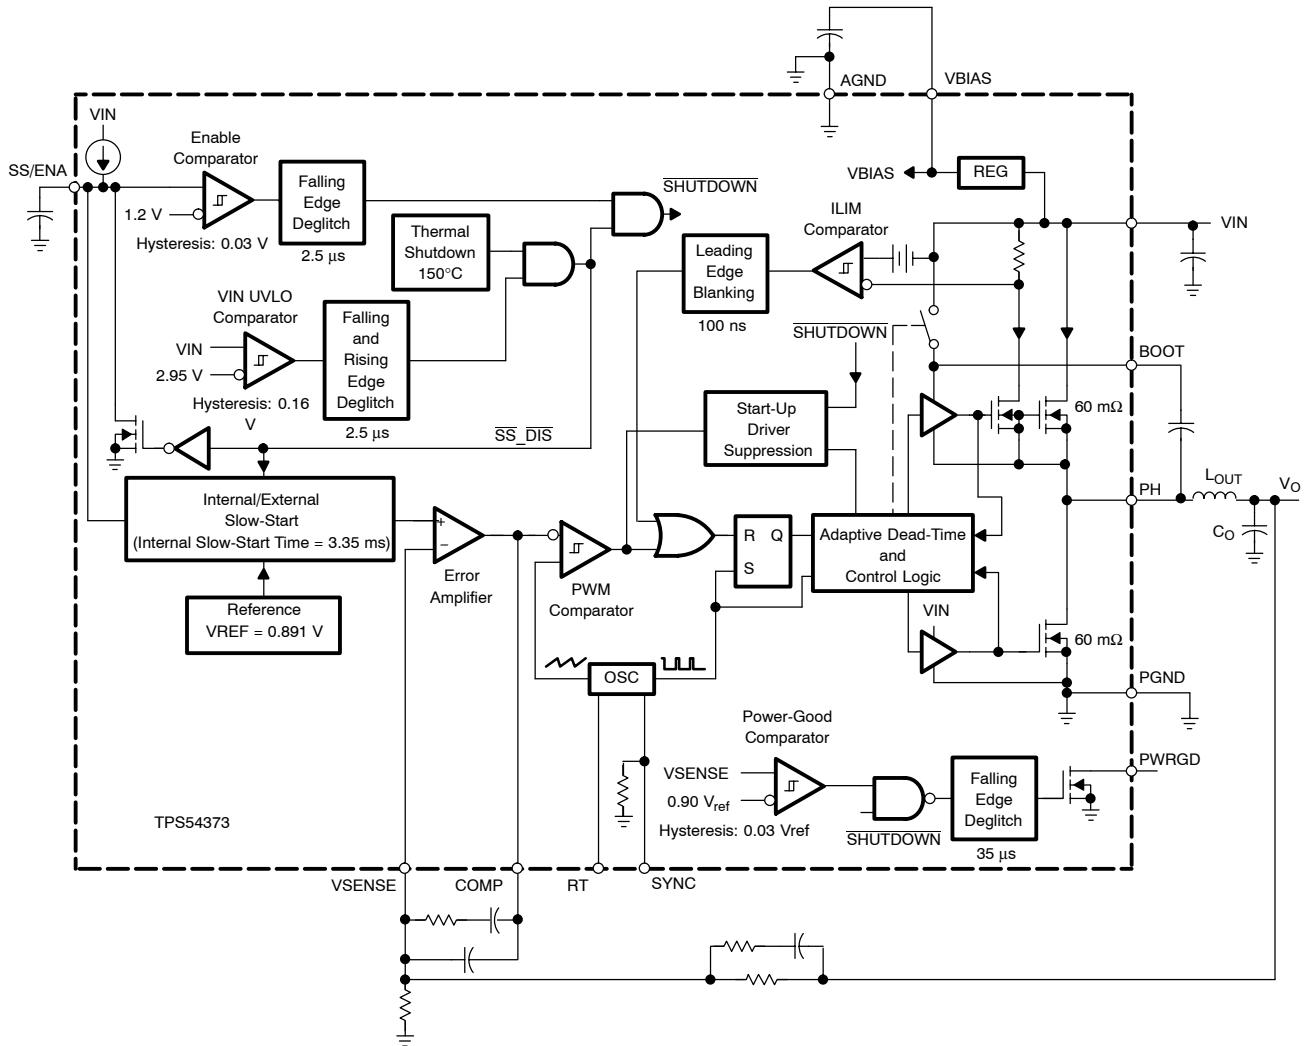 AGND
VBIAS
VIN
Enable
Comparator
SS/ENA
1.2 V
Hysteresis: 0.03 V
Falling
Edge
Deglitch
2.5 μs
SHUTDOWN
Thermal
Shutdown
150°C
VBIAS
REG
ILIM
Comparator
VIN
Leading
Edge
Blanking
100 ns
SHUTDOWN
VIN UVLO
Comparator
VIN
2.95 V
Hysteresis: 0.16
V
Falling
and
Rising
Edge
Deglitch
2.5 μs
SS_DIS
BOOT
60 mΩ
Start-Up
Driver
Suppression
Internal/External
Slow-Start
(Internal Slow-Start Time = 3.35 ms)
Reference
VREF = 0.891 V
+
−
Error
Amplifier
PWM
Comparator
R Q
S
Adaptive Dead-Time
and
Control Logic
PH
LOUT
VO
CO
VIN
60 mΩ
OSC
PGND
Power-Good
Comparator
VSENSE
0.90 Vref
Hysteresis: 0.03 Vref
SHUTDOWN
Falling
Edge
Deglitch
35 μs
PWRGD
TPS54373
VSENSE
COMP
RT
SYNC